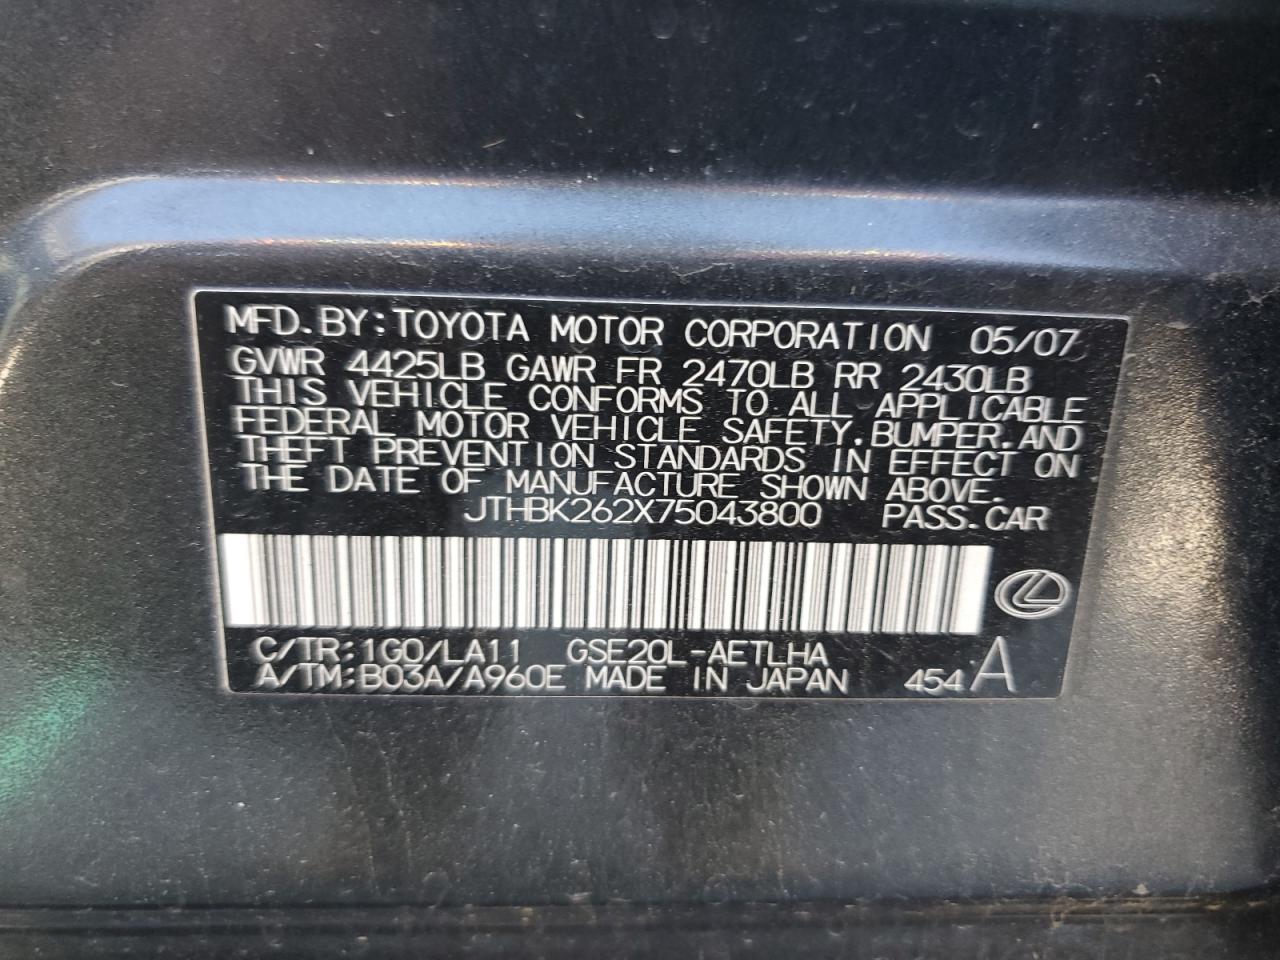 MFD.BY:TOYOTA MOTOR CORPORATION 05/07
GVWR 4425LB GAWR FR 2470LB RR 2430LB
THIS VEHICLE CONFORMS TO ALL APPLICABLE
FEDERAL MOTOR VEHICLE SAFETY,BUMPER,AND
THEFT PREVENTION STANDARDS IN EFFECT ON
THE DATE OF MANUFACTURE SHOWN ABOVE.
JTHBK262X75043800 PASS.CAR
C/TR:1G0/LA11 GSE20L-AETLHA
A/TM:B03A/A960E MADE IN JAPAN 454 A